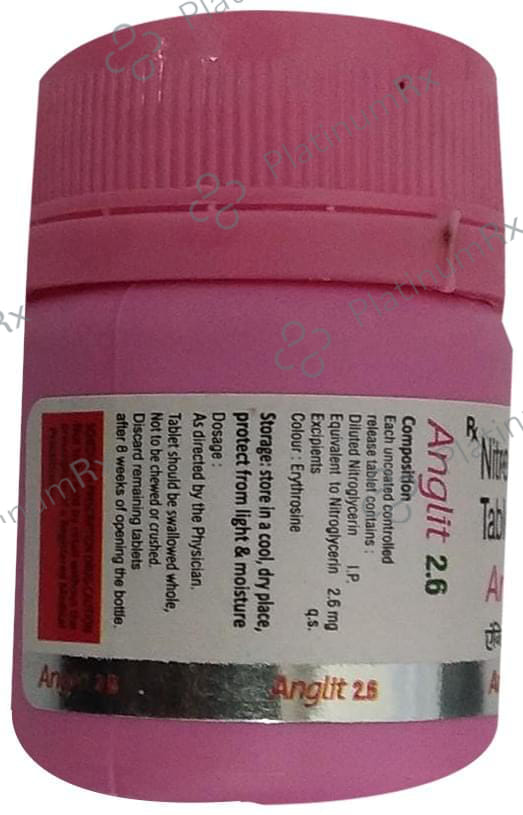 Rx
Anglit 2.6
Composition
Each uncoated controlled
release tablet contains :
Diluted Nitroglycerin I.P.
Equivalent to Nitroglycerin 2.6 mg
Excipients q.s.
Colour : Erythrosine
Storage: store in a cool, dry place,
protect from light & moisture
Dosage :
As directed by the Physician.
Tablet should be swallowed whole,
Not to be chewed or crushed.
Discard remaining tablets
after 8 weeks of opening the bottle.
Anglit 2.6
Anglit 2.6
PlatinumRx
PlatinumRx
PlatinumRx